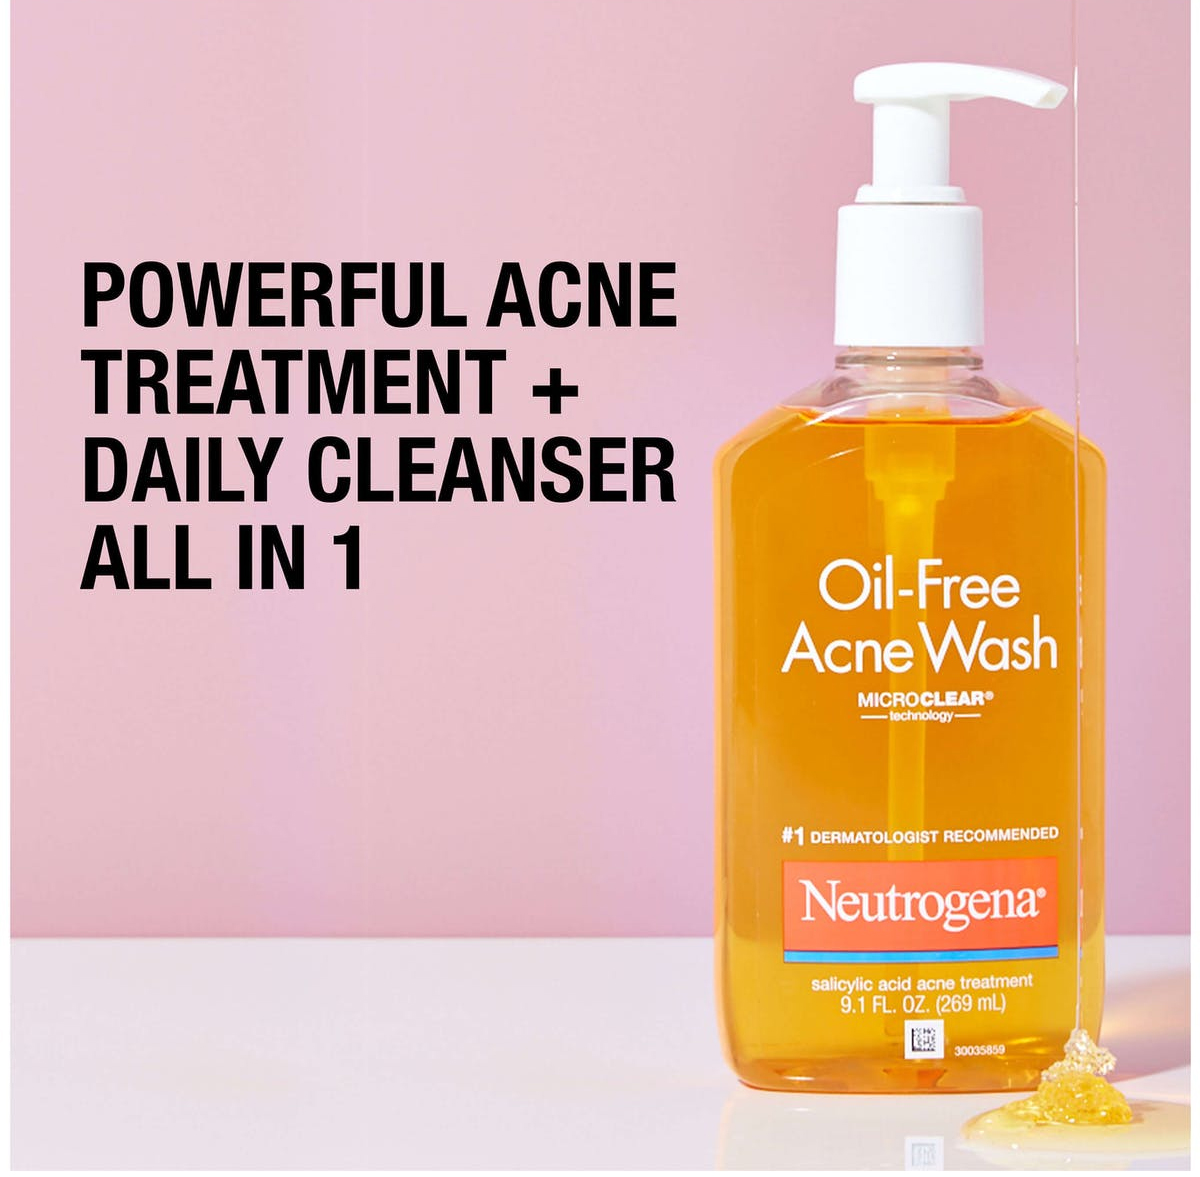 POWERFUL ACNE
TREATMENT +
DAILY CLEANSER
ALL IN 1
Oil-Free
Acne Wash
MICROCLEAR®
technology
#1 DERMATOLOGIST RECOMMENDED
Neutrogena®
salicylic acid acne treatment
9.1 FL. OZ. (269 mL)
30035859